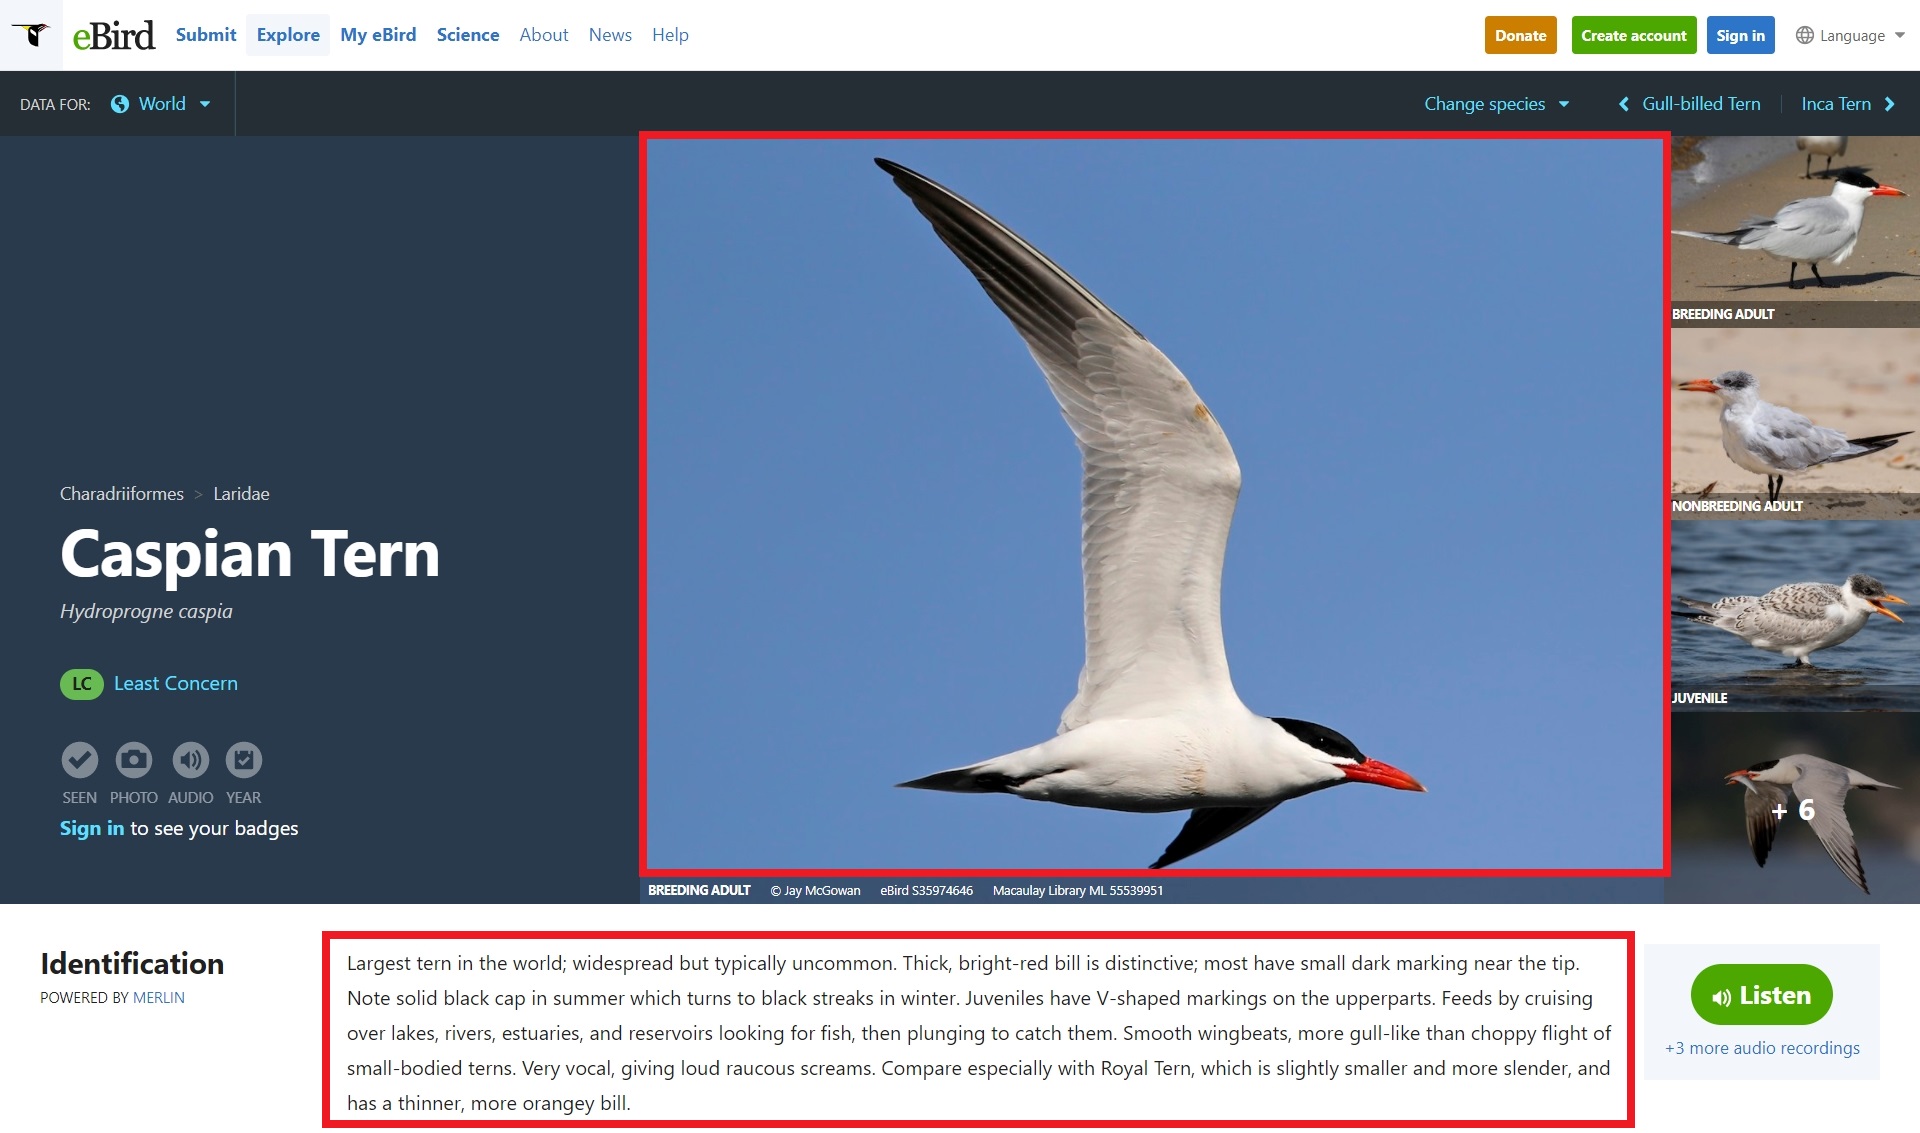 eBird Submit Explore My eBird Science About News Help Donate Create account Sign in Language
DATA FOR: World Change species Gull-billed Tern Inca Tern
BREEDING ADULT
NONBREEDING ADULT
JUVENILE
+ 6
Charadriiformes > Laridae
Caspian Tern
Hydroprogne caspia
LC Least Concern
SEEN PHOTO AUDIO YEAR
Sign in to see your badges
BREEDING ADULT © Jay McGowan eBird S35974646 Macaulay Library ML 55539951
Identification
POWERED BY MERLIN
Largest tern in the world; widespread but typically uncommon. Thick, bright-red bill is distinctive; most have small dark marking near the tip.
Note solid black cap in summer which turns to black streaks in winter. Juveniles have V-shaped markings on the upperparts. Feeds by cruising
over lakes, rivers, estuaries, and reservoirs looking for fish, then plunging to catch them. Smooth wingbeats, more gull-like than choppy flight of
small-bodied terns. Very vocal, giving loud raucous screams. Compare especially with Royal Tern, which is slightly smaller and more slender, and
has a thinner, more orangey bill.
Listen
+3 more audio recordings